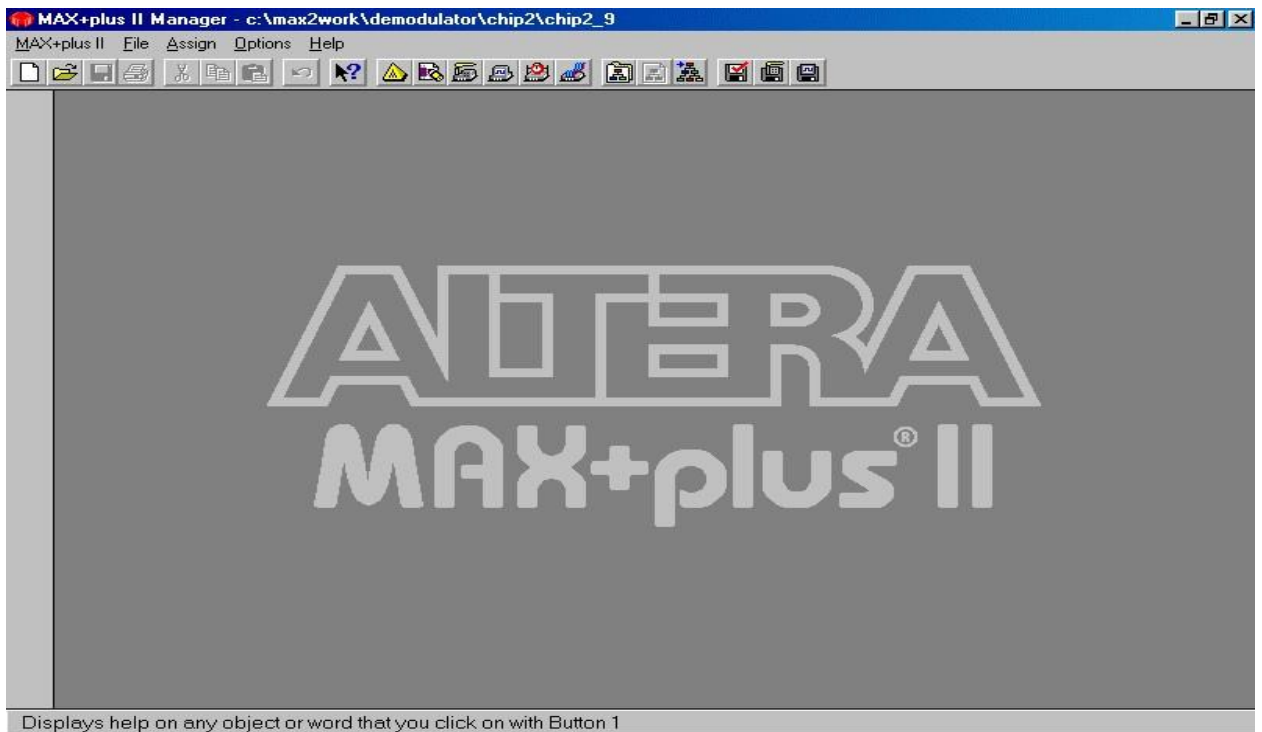 MAX+plus II Manager - c:\max2work\demodulator\chip2\chip2_9
MAX+plus II File Assign Options Help
ALTERA
MAX+plus® II
Displays help on any object or word that you click on with Button 1